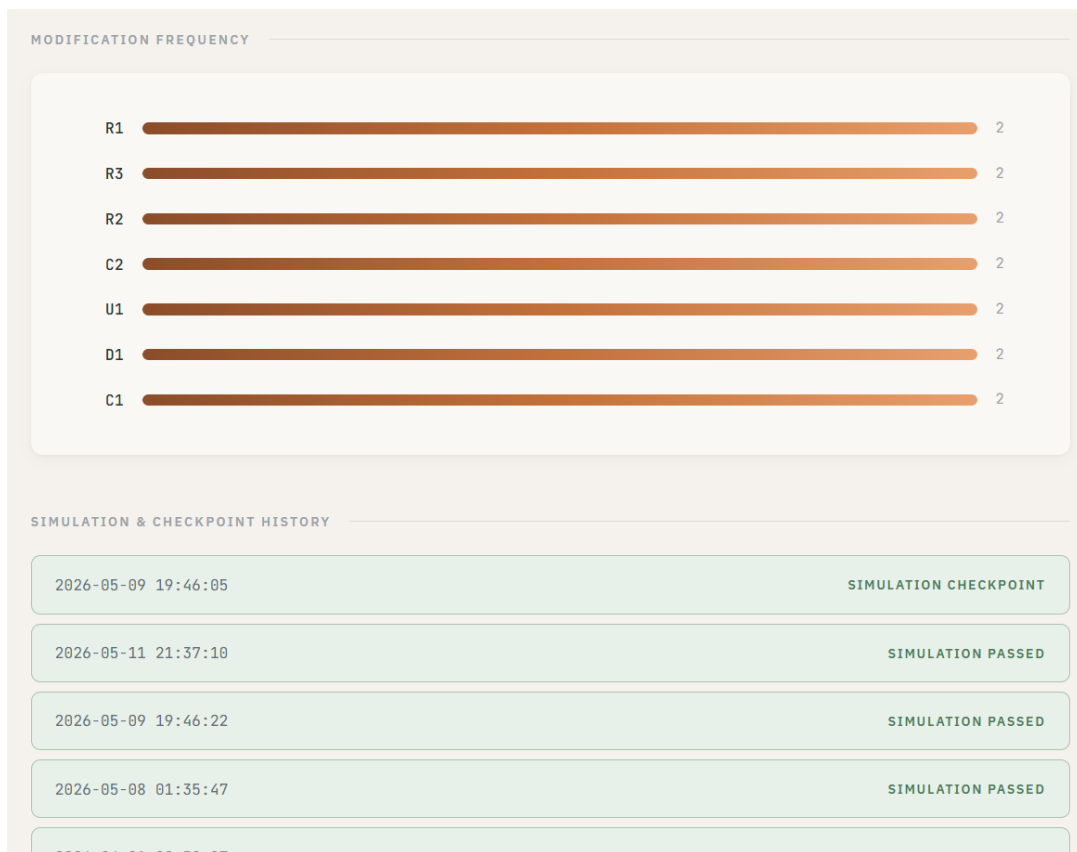 MODIFICATION FREQUENCY
R1 2
R3 2
R2 2
C2 2
U1 2
D1 2
C1 2
SIMULATION & CHECKPOINT HISTORY
2026-05-09 19:46:05 SIMULATION CHECKPOINT
2026-05-11 21:37:10 SIMULATION PASSED
2026-05-09 19:46:22 SIMULATION PASSED
2026-05-08 01:35:47 SIMULATION PASSED